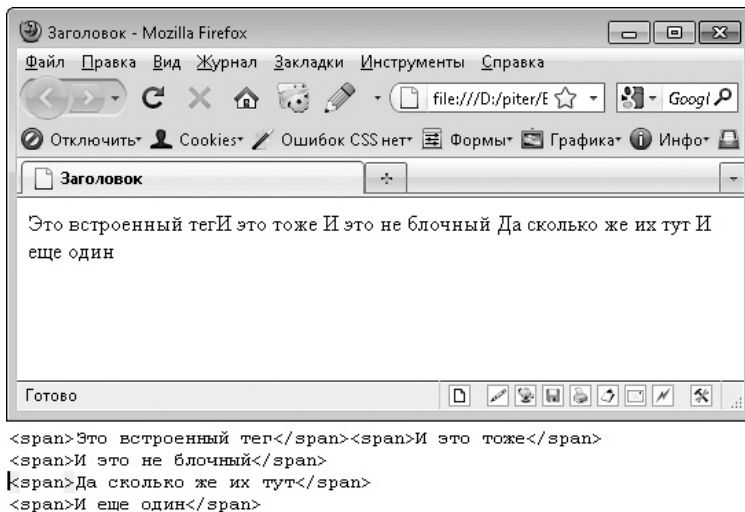 Заголовок - Mozilla Firefox
Файл Правка Вид Журнал Закладки Инструменты Справка
file:///D:/piter/E Googl
Отключить Cookies Ошибок CSS нет Формы Графика Инфо
Заголовок
Это встроенный тегИ это тоже И это не блочный Да сколько же их тут И
еще один
Готово
<span>Это встроенный тег</span><span>И это тоже</span>
<span>И это не блочный</span>
<span>Да сколько же их тут</span>
<span>И еще один</span>